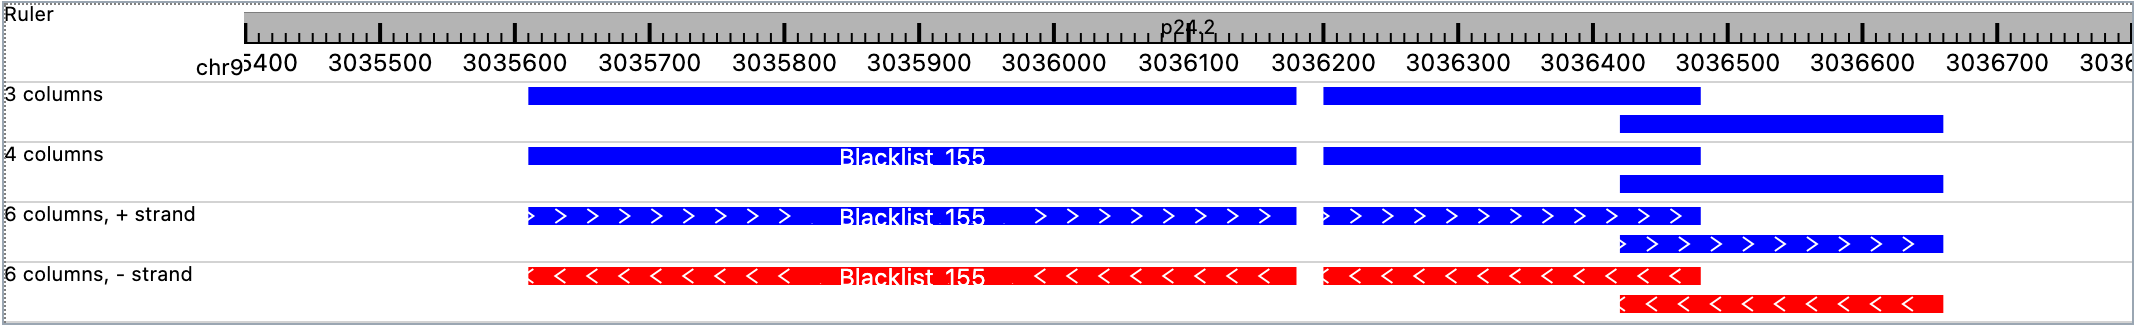 Ruler
p24.2
chr9 5400 3035500 3035600 3035700 3035800 3035900 3036000 3036100 3036200 3036300 3036400 3036500 3036600 3036700 3036
3 columns
4 columns Blacklist_155
6 columns, + strand Blacklist_155
6 columns, - strand Blacklist_155